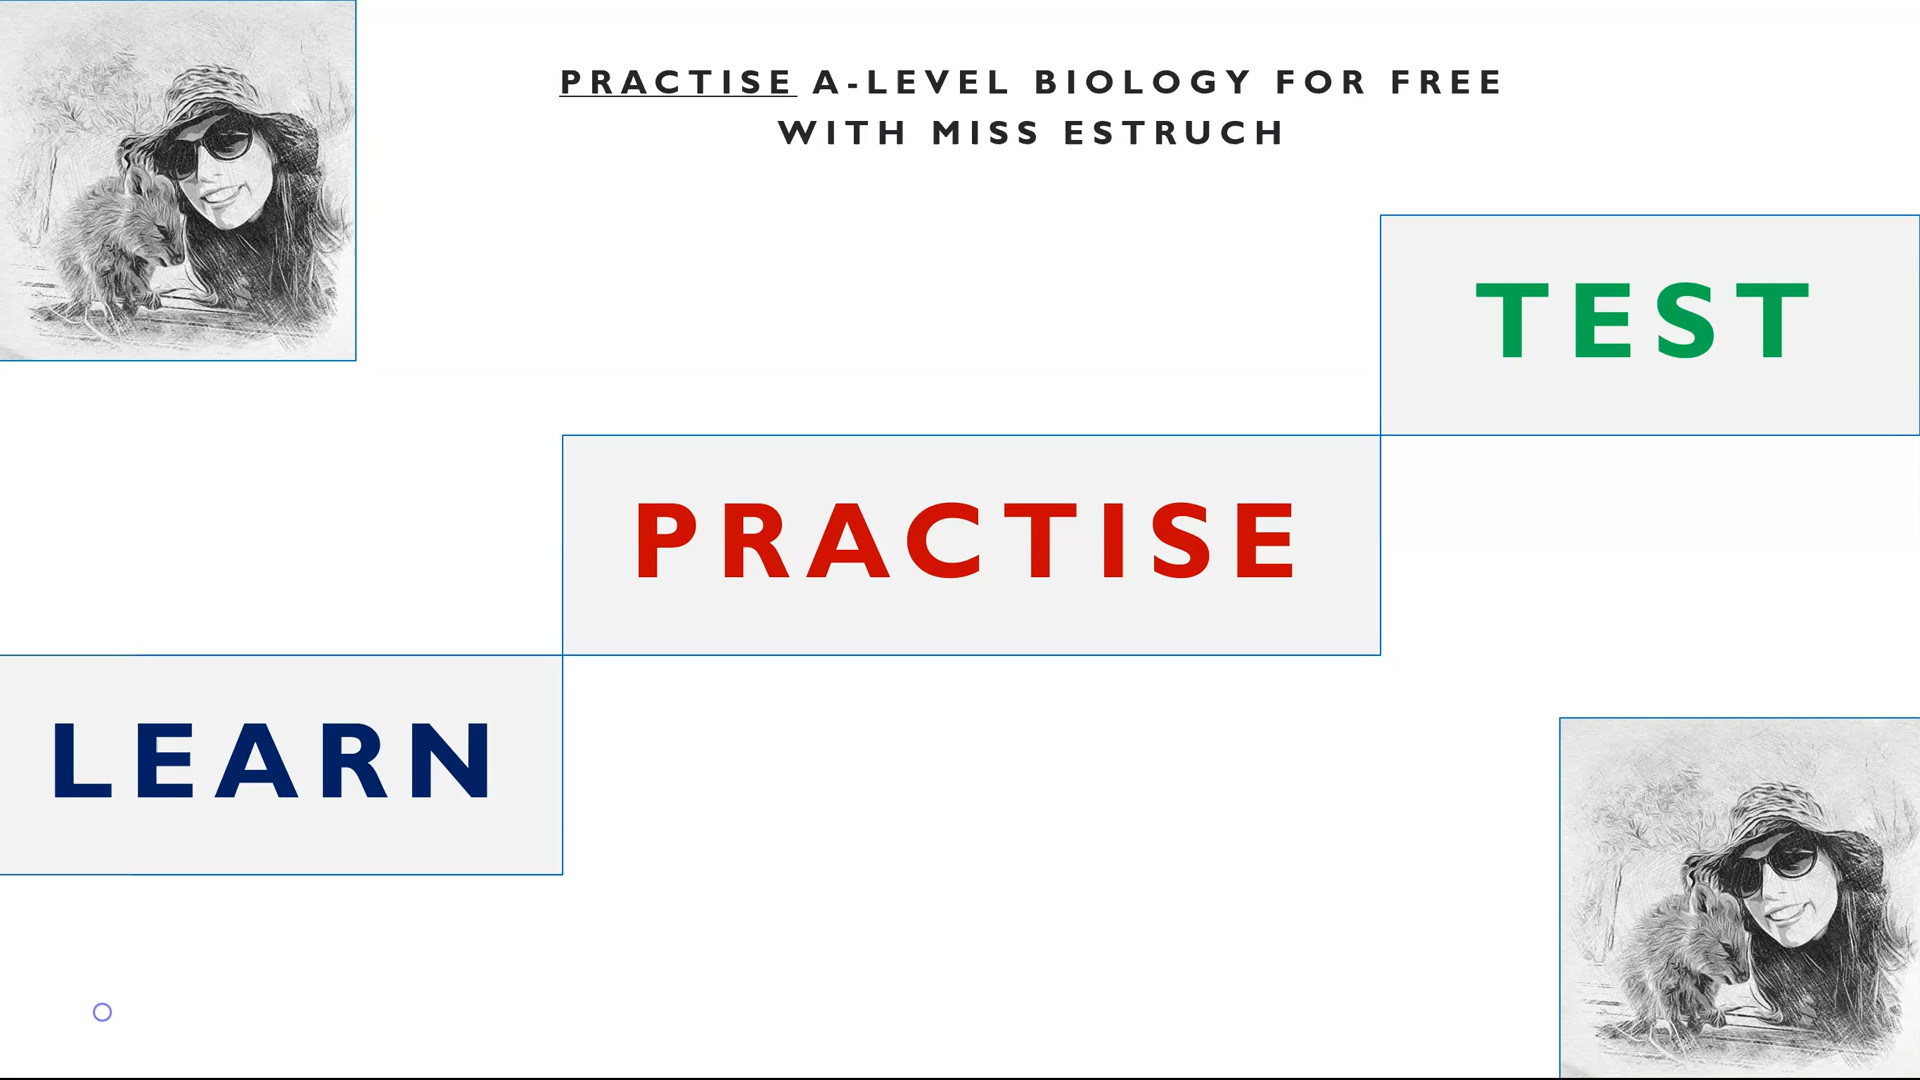 PRACTISE A-LEVEL BIOLOGY FOR FREE
WITH MISS ESTRUCH
TEST
PRACTISE
LEARN